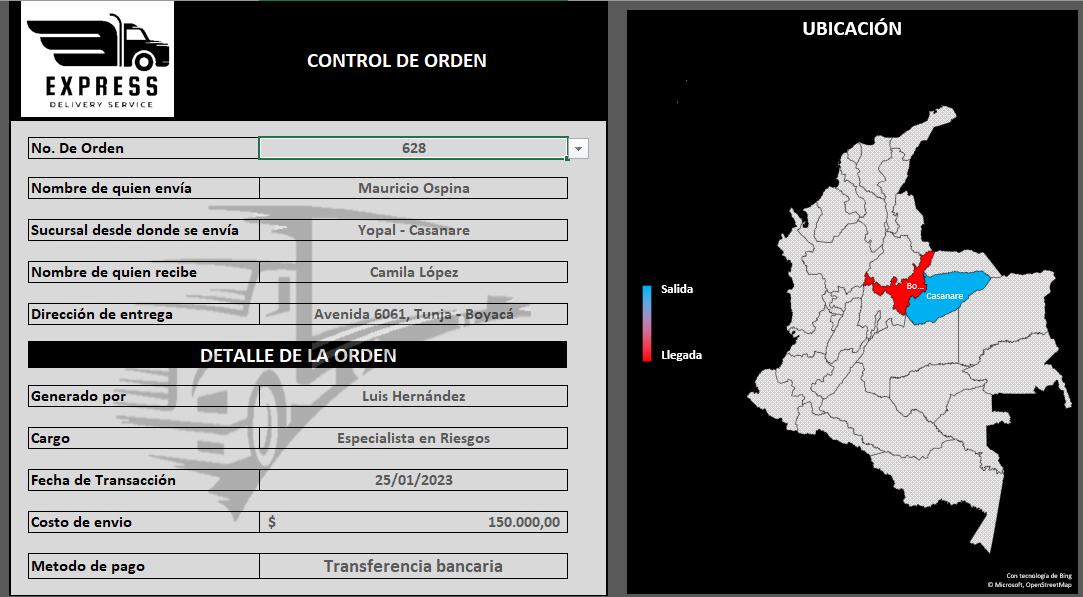 EXPRESS
DELIVERY SERVICE
CONTROL DE ORDEN
No. De Orden 628
Nombre de quien envía Mauricio Ospina
Sucursal desde donde se envía Yopal - Casanare
Nombre de quien recibe Camila López
Dirección de entrega Avenida 6061, Tunja - Boyacá
DETALLE DE LA ORDEN
Generado por Luis Hernández
Cargo Especialista en Riesgos
Fecha de Transacción 25/01/2023
Costo de envio $ 150.000,00
Metodo de pago Transferencia bancaria
UBICACIÓN
Salida
Llegada
Bo...
Casanare
Con tecnología de Bing
© Microsoft, OpenStreetMap